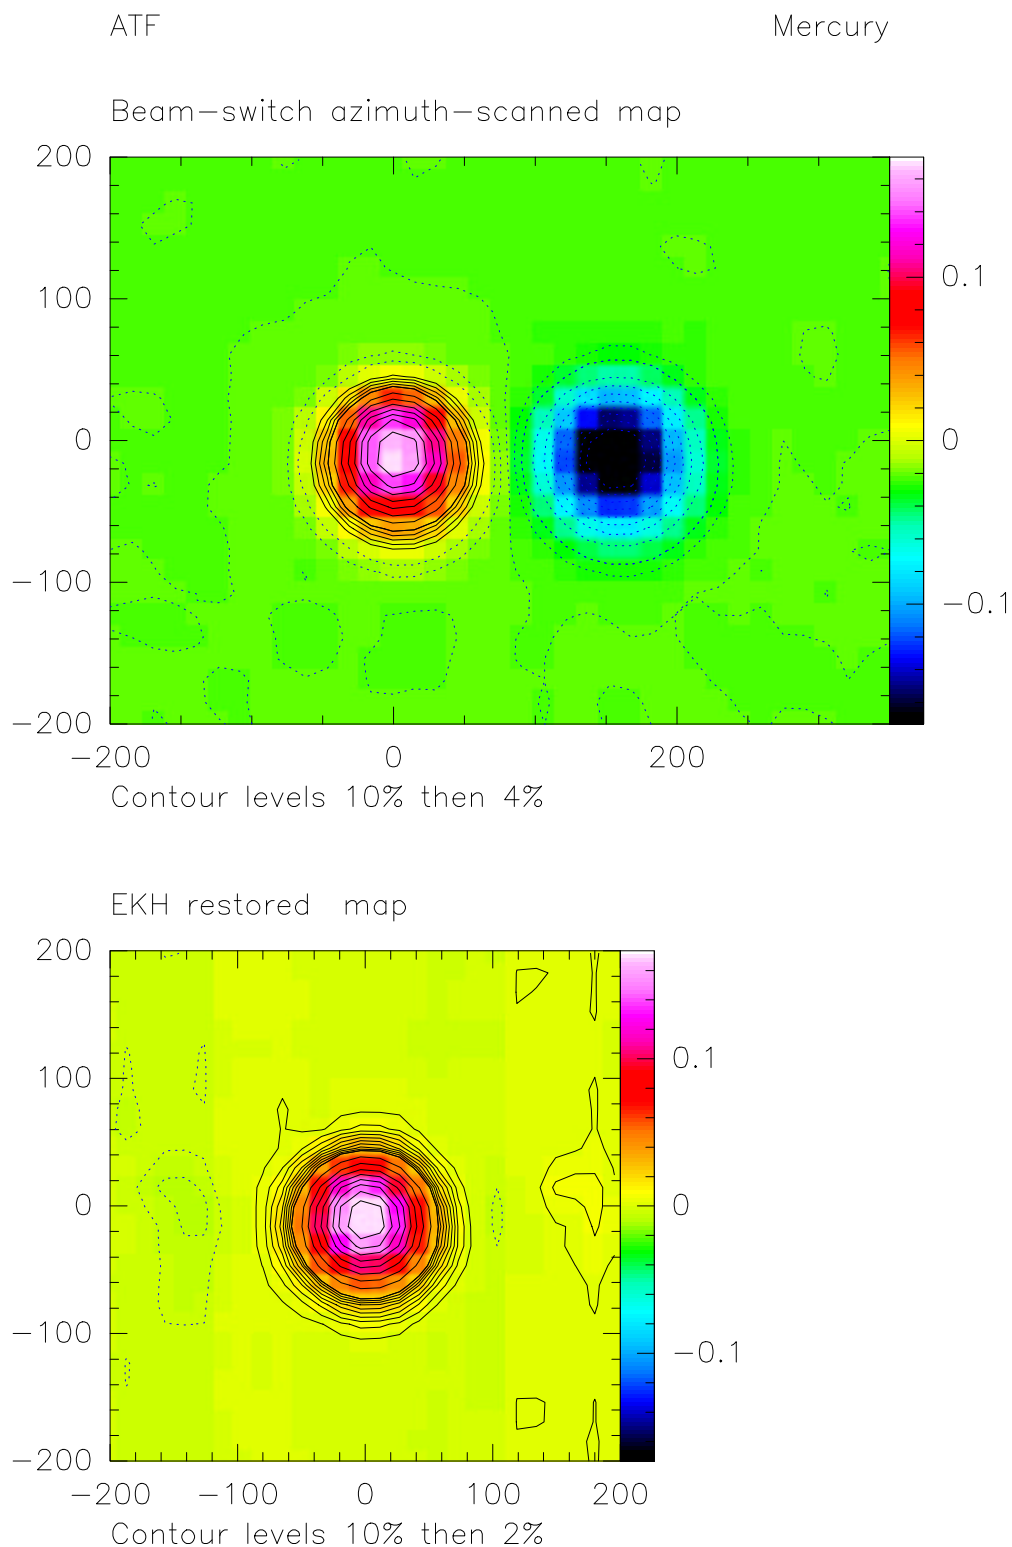 ATF Mercury
Beam-switch azimuth-scanned map
200
100
0
-100
-200
0.1
0
-0.1
-200 0 200
Contour levels 10% then 4%
EKH restored map
200
100
0
-100
-200
0.1
0
-0.1
-200 -100 0 100 200
Contour levels 10% then 2%